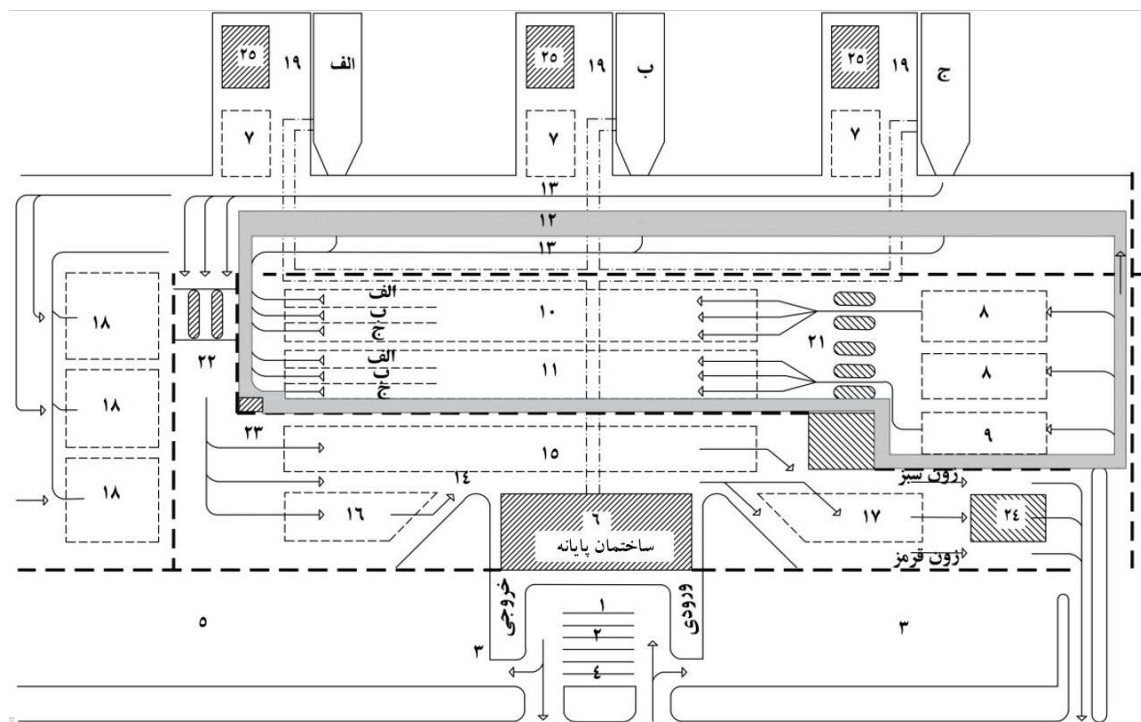 ۲۵ ۱۹ الف ۲۵ ۱۹ ب ۲۵ ۱۹ ج
۷ ۷ ۷
۱۳
۱۲
۱۳
الف
۱۰ ۸
ب
ج
۱۸ ۲۱
۲۲
الف
۱۱ ۸
ب
ج
۱۸
۲۳ ۹
۱۵
زون سبز
۱۸ ۱۴
۱۶ ۶ ۱۷ ۲۴
ساختمان پایانه
زون قرمز
خروجی ورودی
۱
۵ ۲ ۳
۳
۴